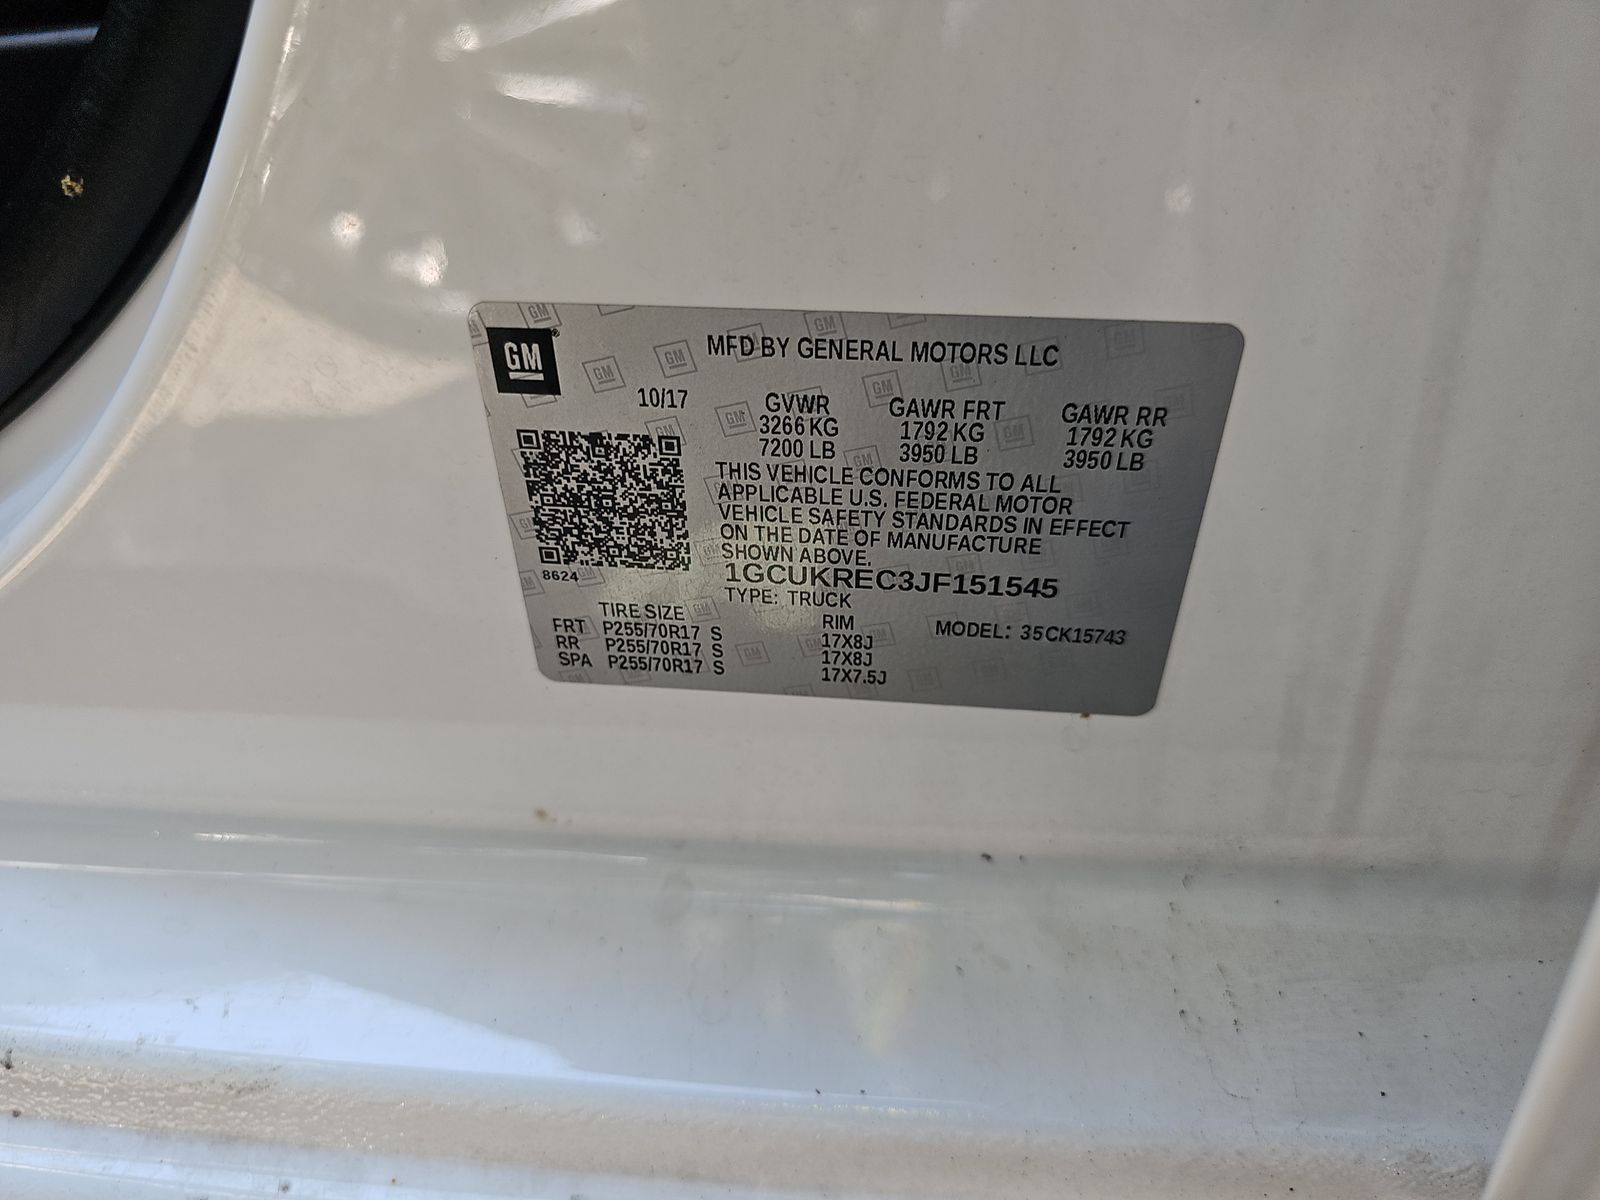 GM
MFD BY GENERAL MOTORS LLC
10/17
GVWR GAWR FRT GAWR RR
3266 KG 1792 KG 1792 KG
7200 LB 3950 LB 3950 LB
THIS VEHICLE CONFORMS TO ALL
APPLICABLE U.S. FEDERAL MOTOR
VEHICLE SAFETY STANDARDS IN EFFECT
ON THE DATE OF MANUFACTURE
SHOWN ABOVE.
8624
1GCUKREC3JF151545
TYPE: TRUCK
TIRE SIZE RIM
FRT P255/70R17 S 17X8J
RR P255/70R17 S 17X8J
SPA P255/70R17 S 17X7.5J
MODEL: 35CK15743